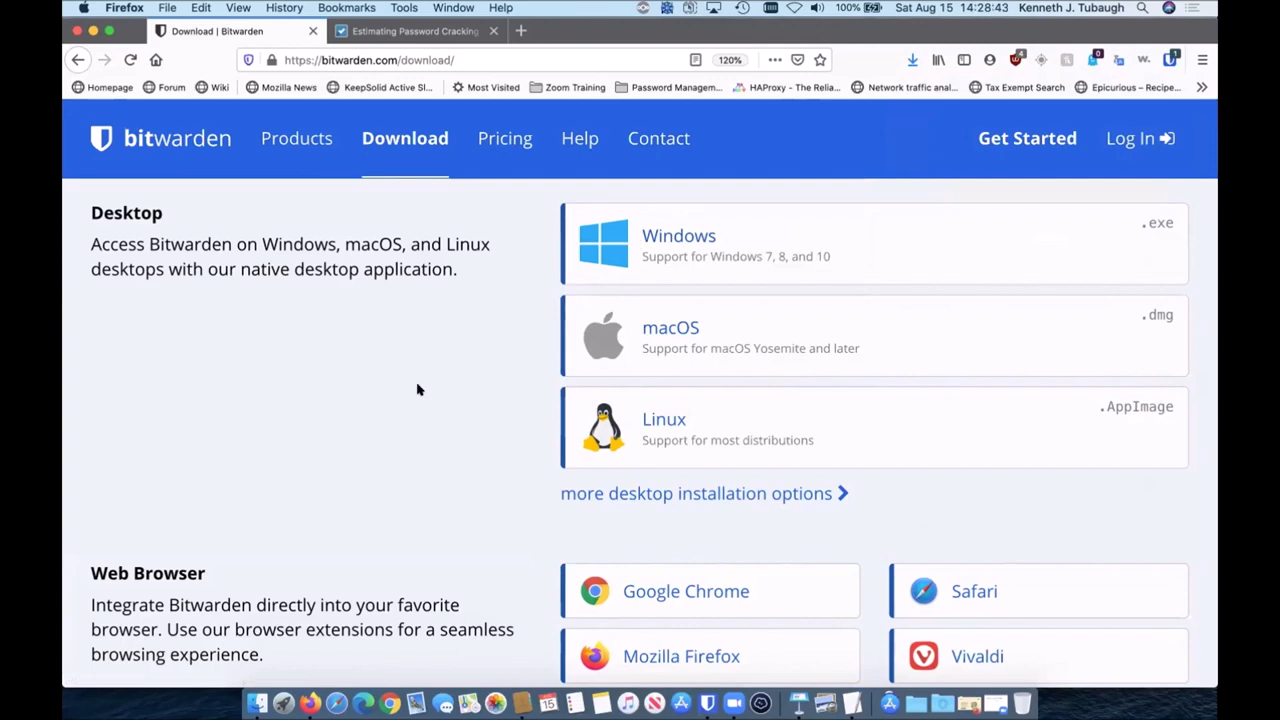 Firefox File Edit View History Bookmarks Tools Window Help 100% Sat Aug 15 14:28:43 Kenneth J. Tubaugh
Download | Bitwarden Estimating Password Cracking
https://bitwarden.com/download/ 120% 4 0 w. 1
Homepage Forum Wiki Mozilla News KeepSolid Active Sl... Most Visited Zoom Training Password Managem... HAProxy - The Relia... Network traffic anal... Tax Exempt Search Epicurious – Recipe...
bitwarden Products Download Pricing Help Contact Get Started Log In
Desktop
Access Bitwarden on Windows, macOS, and Linux
desktops with our native desktop application.
Windows .exe
Support for Windows 7, 8, and 10
macOS .dmg
Support for macOS Yosemite and later
Linux .AppImage
Support for most distributions
more desktop installation options
Web Browser
Integrate Bitwarden directly into your favorite
browser. Use our browser extensions for a seamless
browsing experience.
Google Chrome Safari
Mozilla Firefox Vivaldi
15